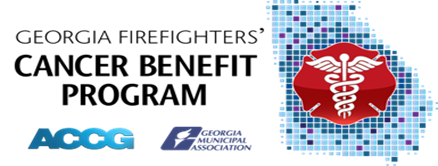 GEORGIA FIREFIGHTERS'
CANCER BENEFIT
PROGRAM
ACCG
GEORGIA
MUNICIPAL
ASSOCIATION